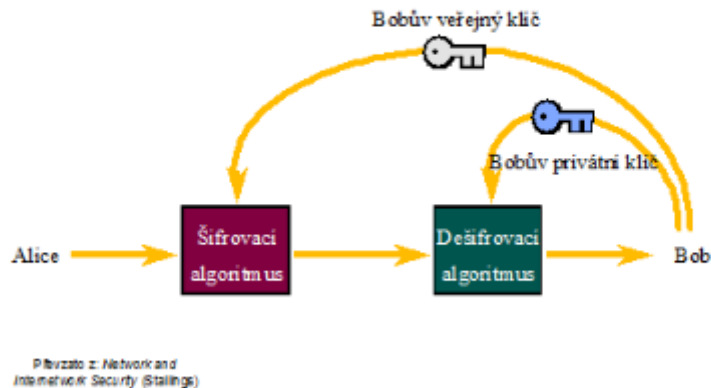 Bobův veřejný klíč
Bobův privátní klíč
Šifrovací
algoritmus
Dešifrovací
algoritmus
Alice
Bob
Převzato z: Network and
Internetwork Security (Stallings)